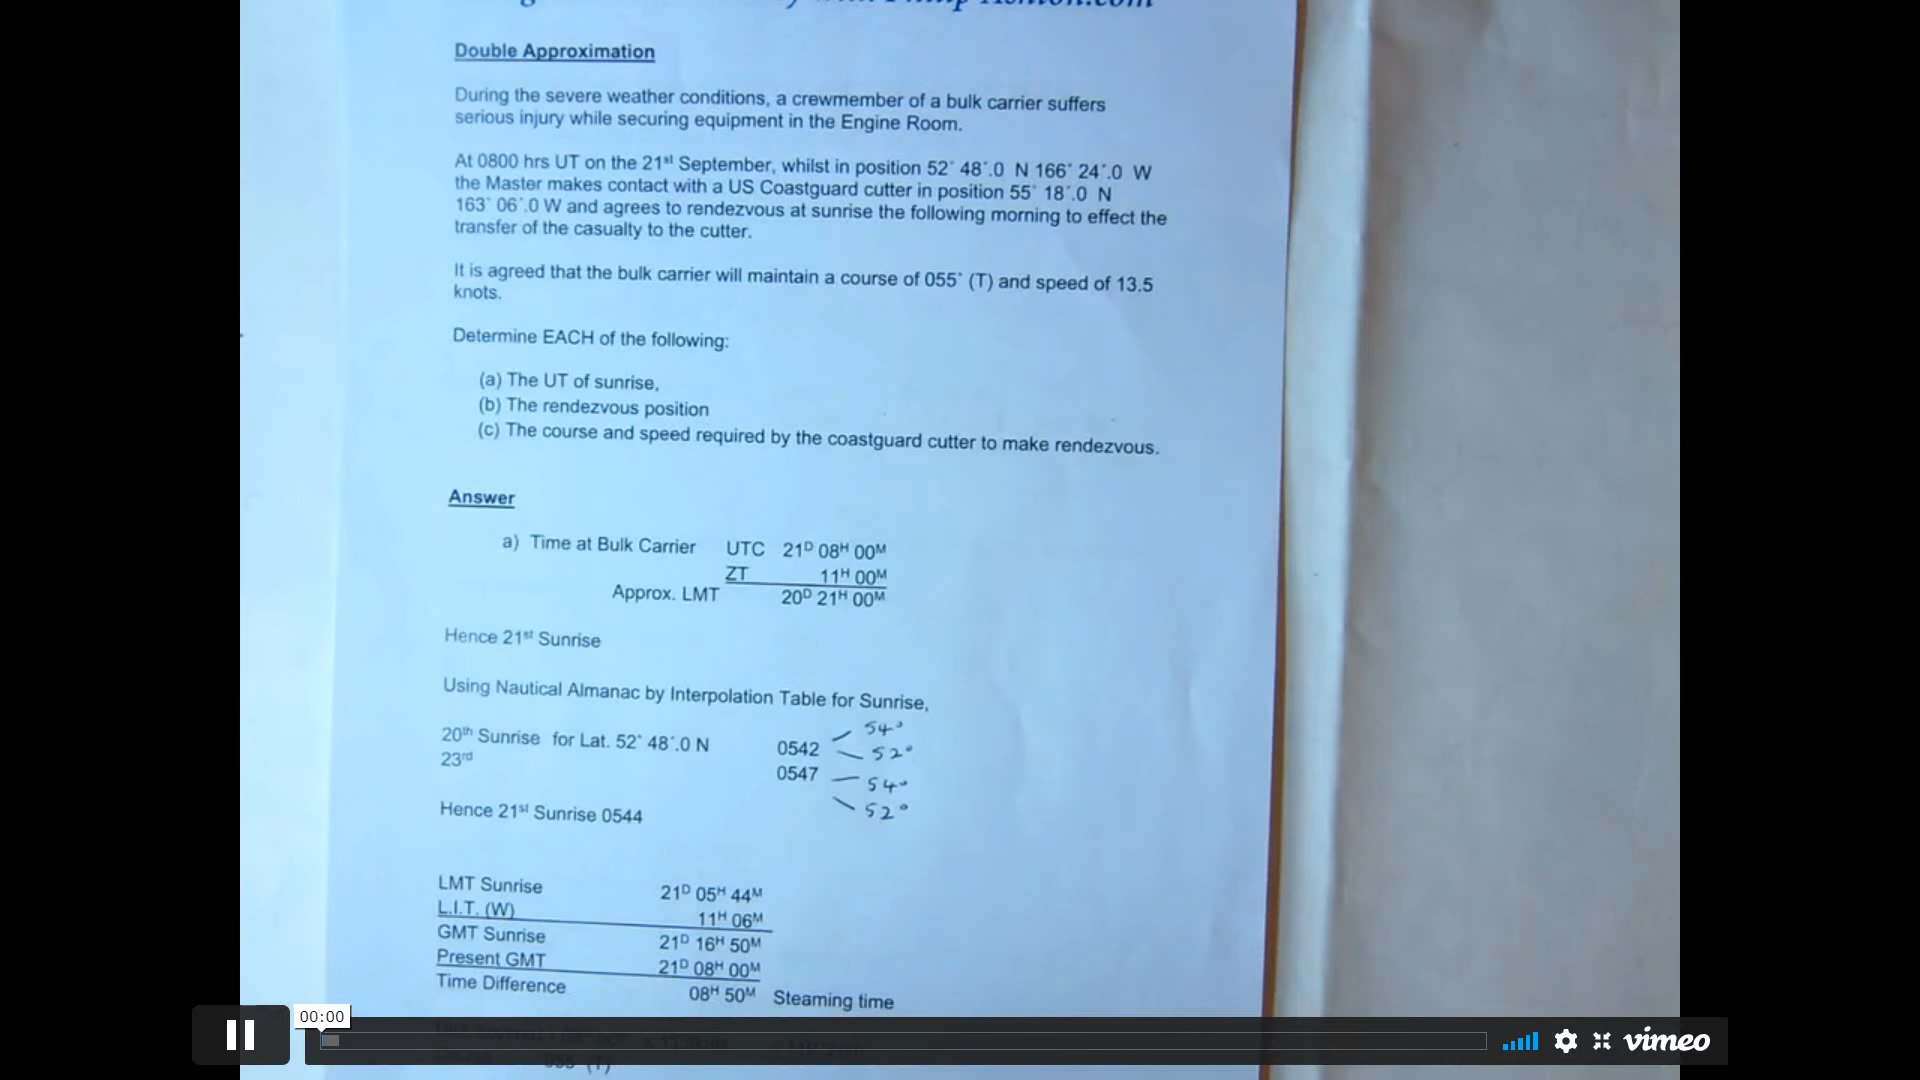 Double Approximation
During the severe weather conditions, a crewmember of a bulk carrier suffers
serious injury while securing equipment in the Engine Room.
At 0800 hrs UT on the 21st September, whilst in position 52° 48´.0 N 166° 24´.0 W
the Master makes contact with a US Coastguard cutter in position 55° 18´.0 N
163° 06´.0 W and agrees to rendezvous at sunrise the following morning to effect the
transfer of the casualty to the cutter.
It is agreed that the bulk carrier will maintain a course of 055° (T) and speed of 13.5
knots.
Determine EACH of the following:
(a) The UT of sunrise,
(b) The rendezvous position
(c) The course and speed required by the coastguard cutter to make rendezvous.
Answer
a) Time at Bulk Carrier UTC 21D 08H 00M
ZT 11H 00M
Approx. LMT 20D 21H 00M
Hence 21st Sunrise
Using Nautical Almanac by Interpolation Table for Sunrise,
54°
20th Sunrise for Lat. 52° 48´.0 N 0542
52°
23rd 0547
54°
52°
Hence 21st Sunrise 0544
LMT Sunrise 21D 05H 44M
L.I.T. (W) 11H 06M
GMT Sunrise 21D 16H 50M
Present GMT 21D 08H 00M
Time Difference 08H 50M Steaming time
00:00
vimeo